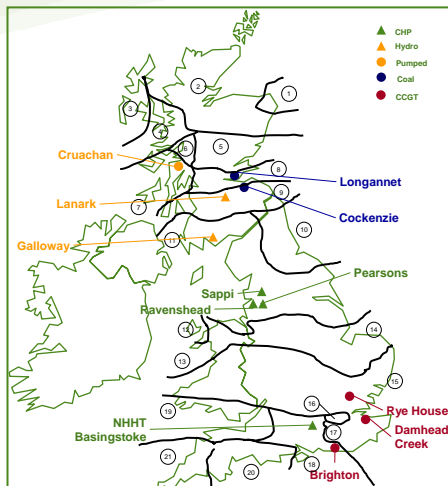 CHP
Hydro
Pumped
Coal
CCGT
2
1
3
4
5
6
Cruachan
8
Longannet
9
Lanark
7
Cockenzie
10
11
Galloway
Pearsons
Sappi
Ravenshead
12
14
13
15
16
19
Rye House
NHHT
Basingstoke
17
Damhead
Creek
21
18
Brighton
20